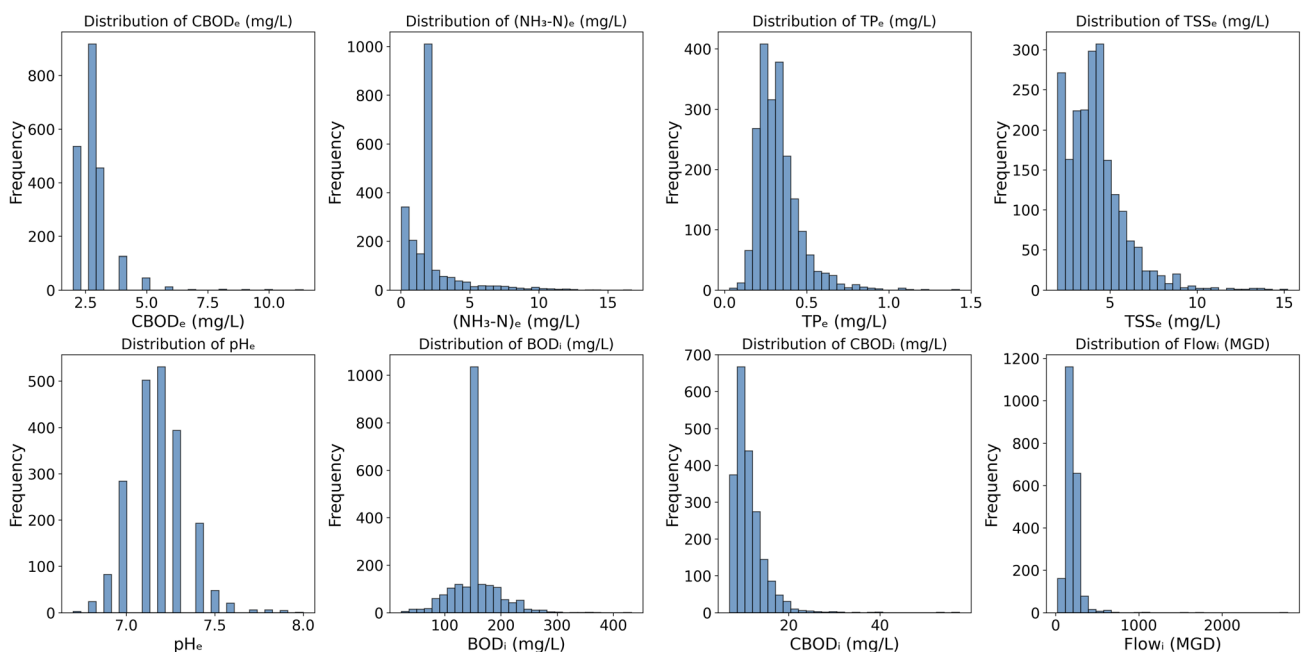 Distribution of CBODₑ (mg/L)
Frequency
800
600
400
200
0
2.5 5.0 7.5 10.0
CBODₑ (mg/L)
Distribution of (NH₃-N)ₑ (mg/L)
Frequency
1000
800
600
400
200
0
0 5 10 15
(NH₃-N)ₑ (mg/L)
Distribution of TPₑ (mg/L)
Frequency
400
300
200
100
0
0.0 0.5 1.0 1.5
TPₑ (mg/L)
Distribution of TSSₑ (mg/L)
Frequency
300
250
200
150
100
50
0
5 10 15
TSSₑ (mg/L)
Distribution of pHₑ
Frequency
500
400
300
200
100
0
7.0 7.5 8.0
pHₑ
Distribution of BODᵢ (mg/L)
Frequency
1000
800
600
400
200
0
100 200 300 400
BODᵢ (mg/L)
Distribution of CBODᵢ (mg/L)
Frequency
700
600
500
400
300
200
100
0
20 40
CBODᵢ (mg/L)
Distribution of Flowᵢ (MGD)
Frequency
1200
1000
800
600
400
200
0
0 1000 2000
Flowᵢ (MGD)